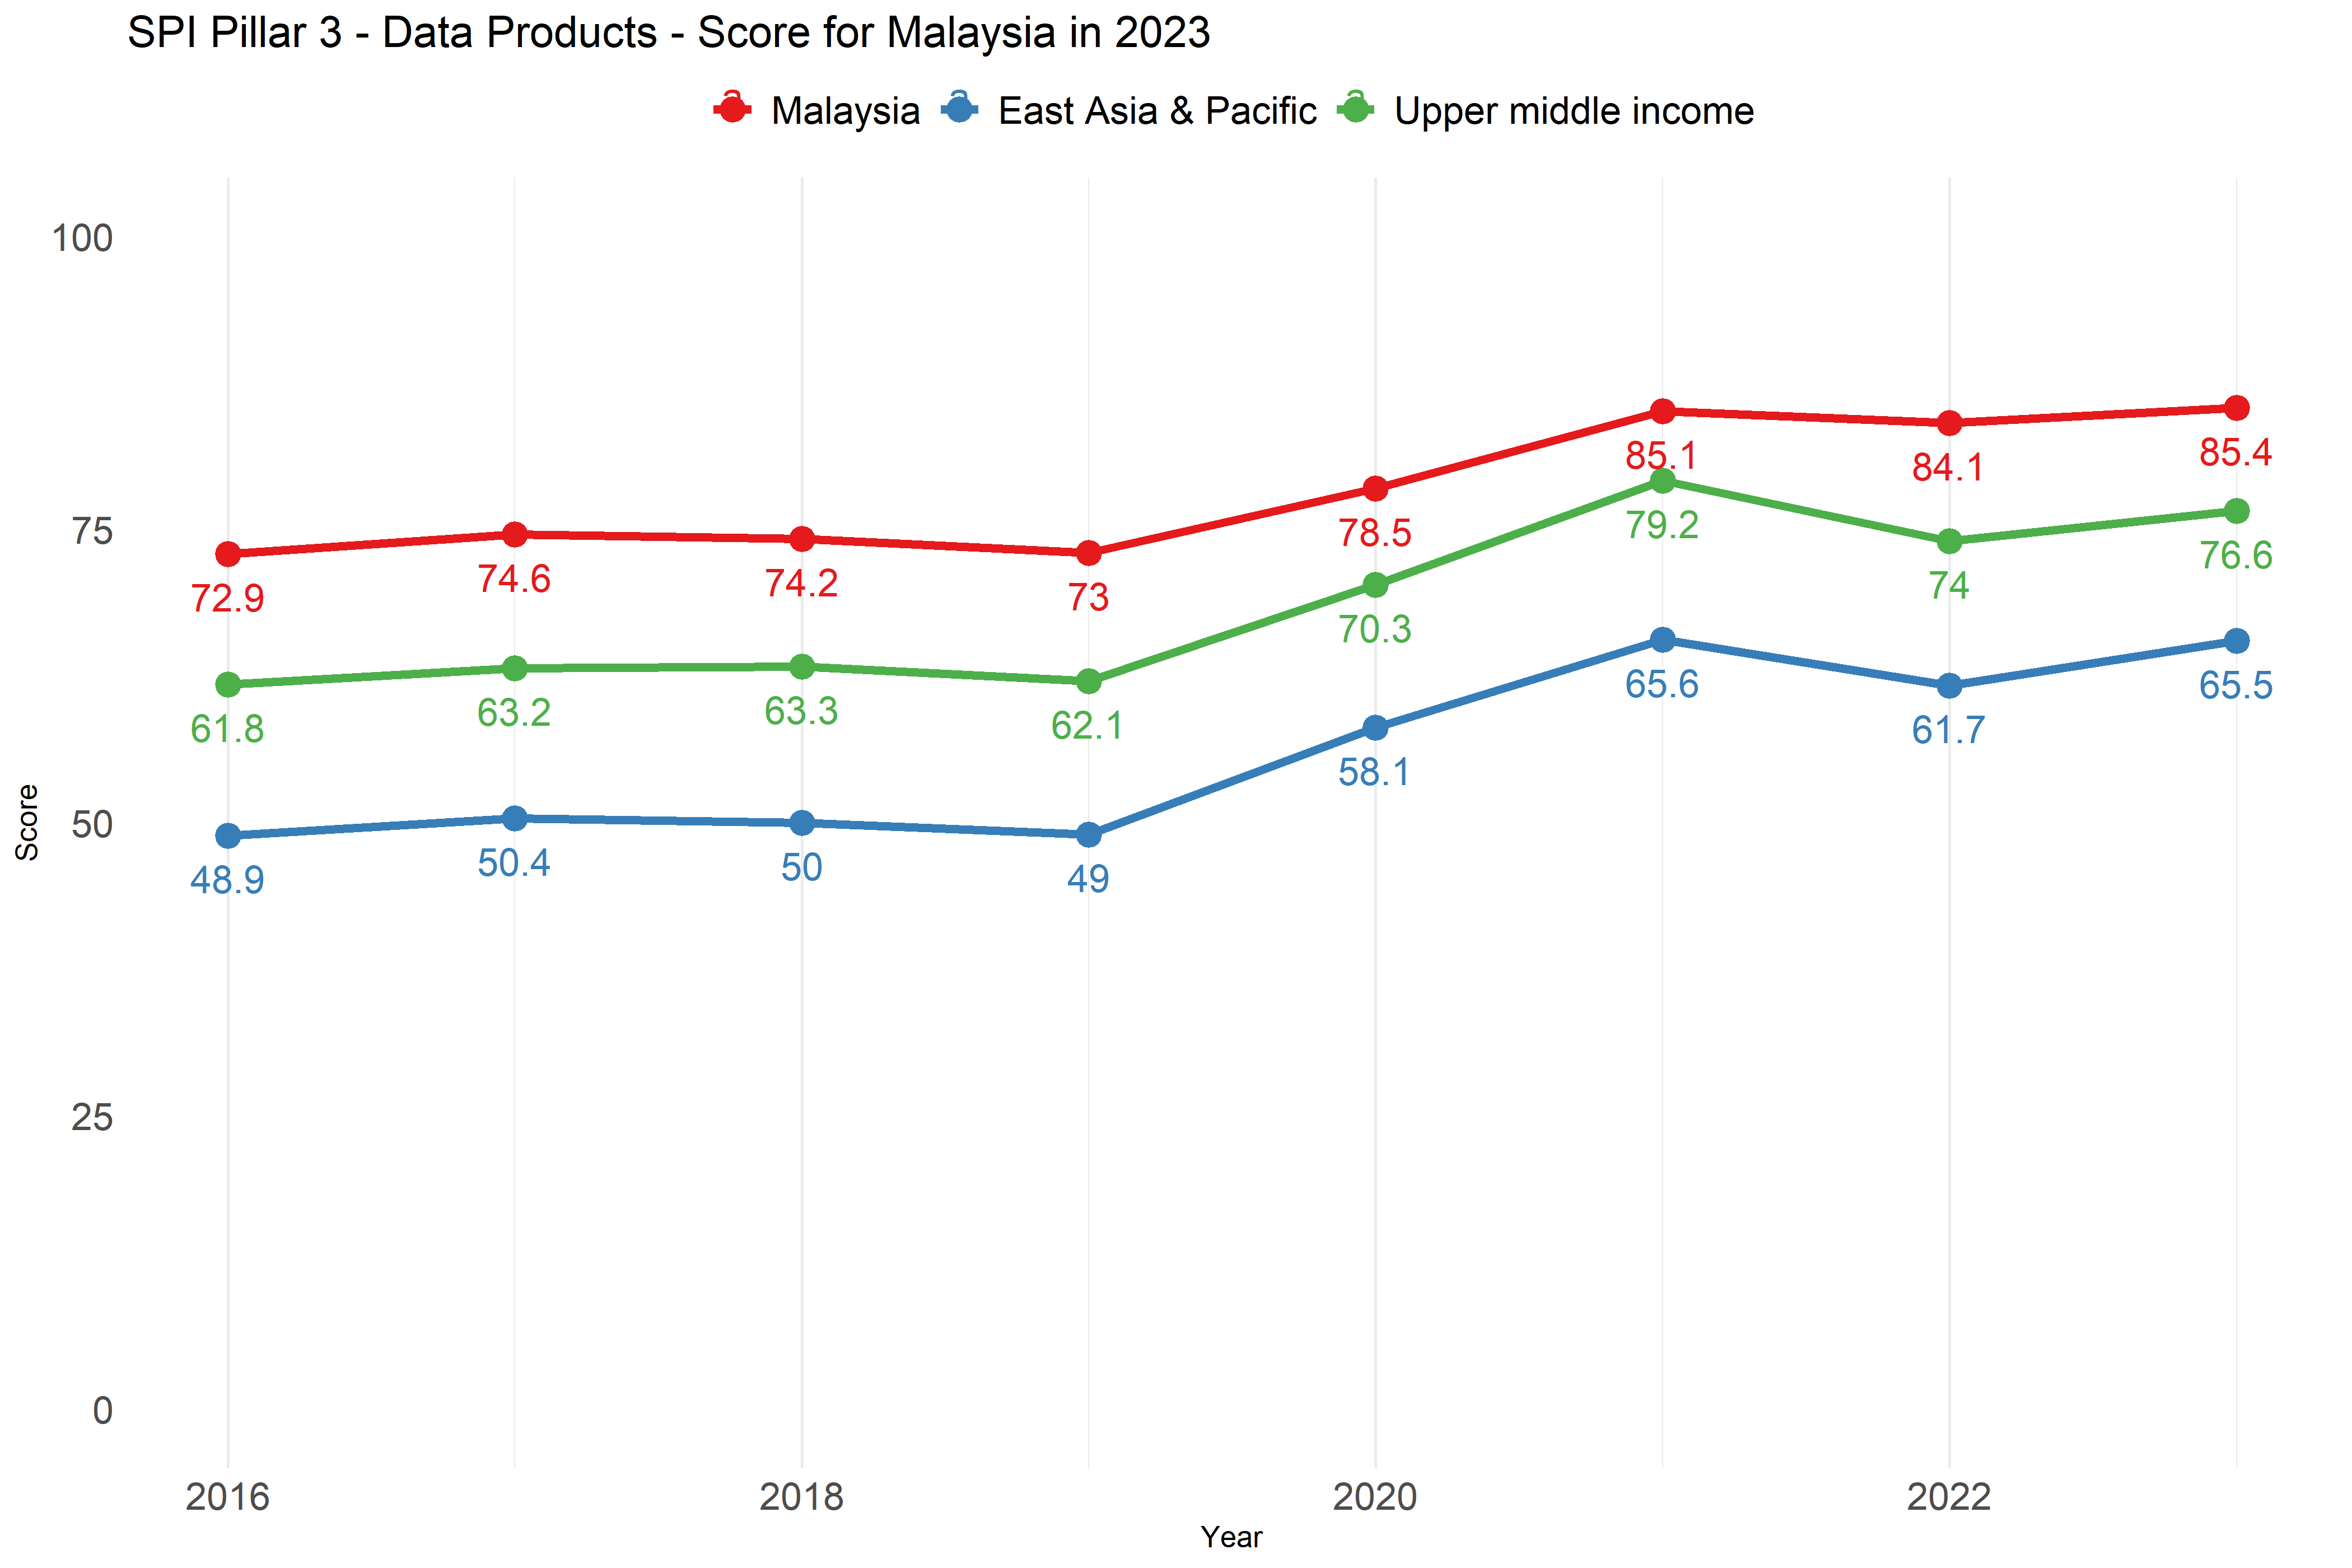 SPI Pillar 3 - Data Products - Score for Malaysia in 2023
Malaysia East Asia & Pacific Upper middle income
100
75
50
25
0
Score
72.9 74.6 74.2 73 78.5 85.1 84.1 85.4
61.8 63.2 63.3 62.1 70.3 79.2 74 76.6
48.9 50.4 50 49 58.1 65.6 61.7 65.5
2016 2018 2020 2022
Year